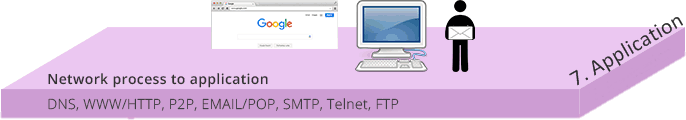 Google
7. Application
Network process to application
DNS, WWW/HTTP, P2P, EMAIL/POP, SMTP, Telnet, FTP